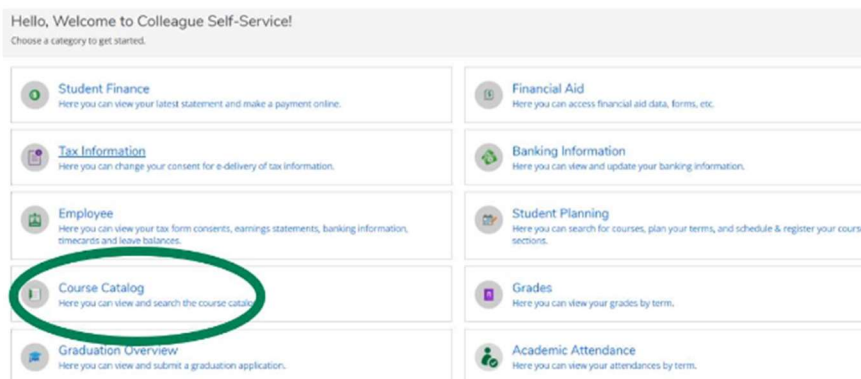 Hello, Welcome to Colleague Self-Service!
Choose a category to get started.
Student Finance
Here you can view your latest statement and make a payment online.
Financial Aid
Here you can access financial aid data, forms, etc.
Tax Information
Here you can change your consent for e-delivery of tax information.
Banking Information
Here you can view and update your banking information.
Employee
Here you can view your tax form consents, earnings statements, banking information,
timecards and leave balances.
Student Planning
Here you can search for courses, plan your terms, and schedule & register your cours
sections.
Course Catalog
Here you can view and search the course catalo
Grades
Here you can view your grades by term.
Graduation Overview
Here you can view and submit a graduation application.
Academic Attendance
Here you can view your attendances by term.